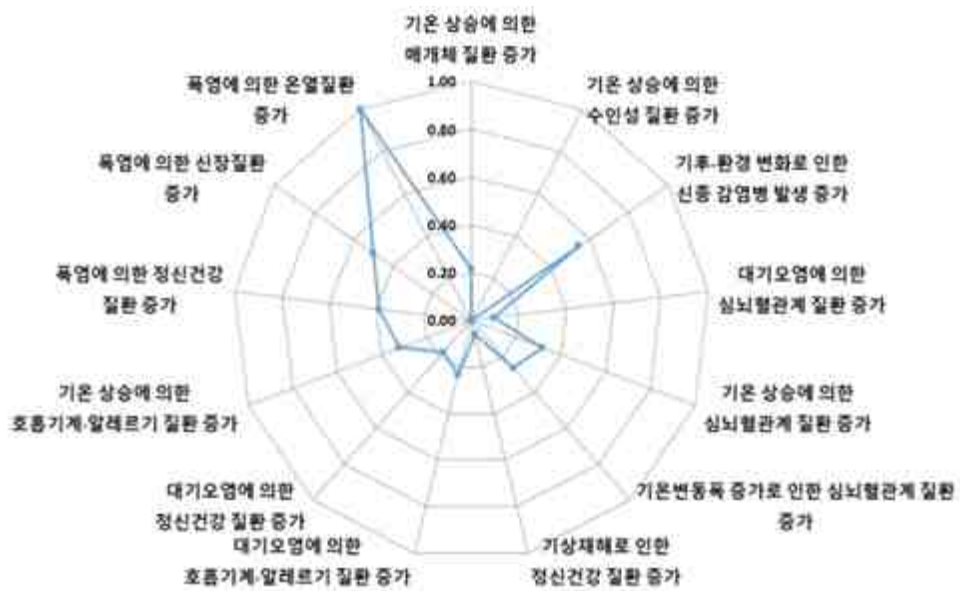 기온 상승에 의한
매개체 질환 증가
기온 상승에 의한
수인성 질환 증가
기후·환경 변화로 인한
신종 감염병 발생 증가
대기오염에 의한
심뇌혈관계 질환 증가
기온 상승에 의한
심뇌혈관계 질환 증가
기온변동폭 증가로 인한 심뇌혈관계 질환
증가
기상재해로 인한
정신건강 질환 증가
대기오염에 의한
호흡기계·알레르기 질환 증가
대기오염에 의한
정신건강 질환 증가
기온 상승에 의한
호흡기계·알레르기 질환 증가
폭염에 의한 정신건강
질환 증가
폭염에 의한 신장질환
증가
폭염에 의한 온열질환
증가
1.00
0.80
0.60
0.40
0.20
0.00